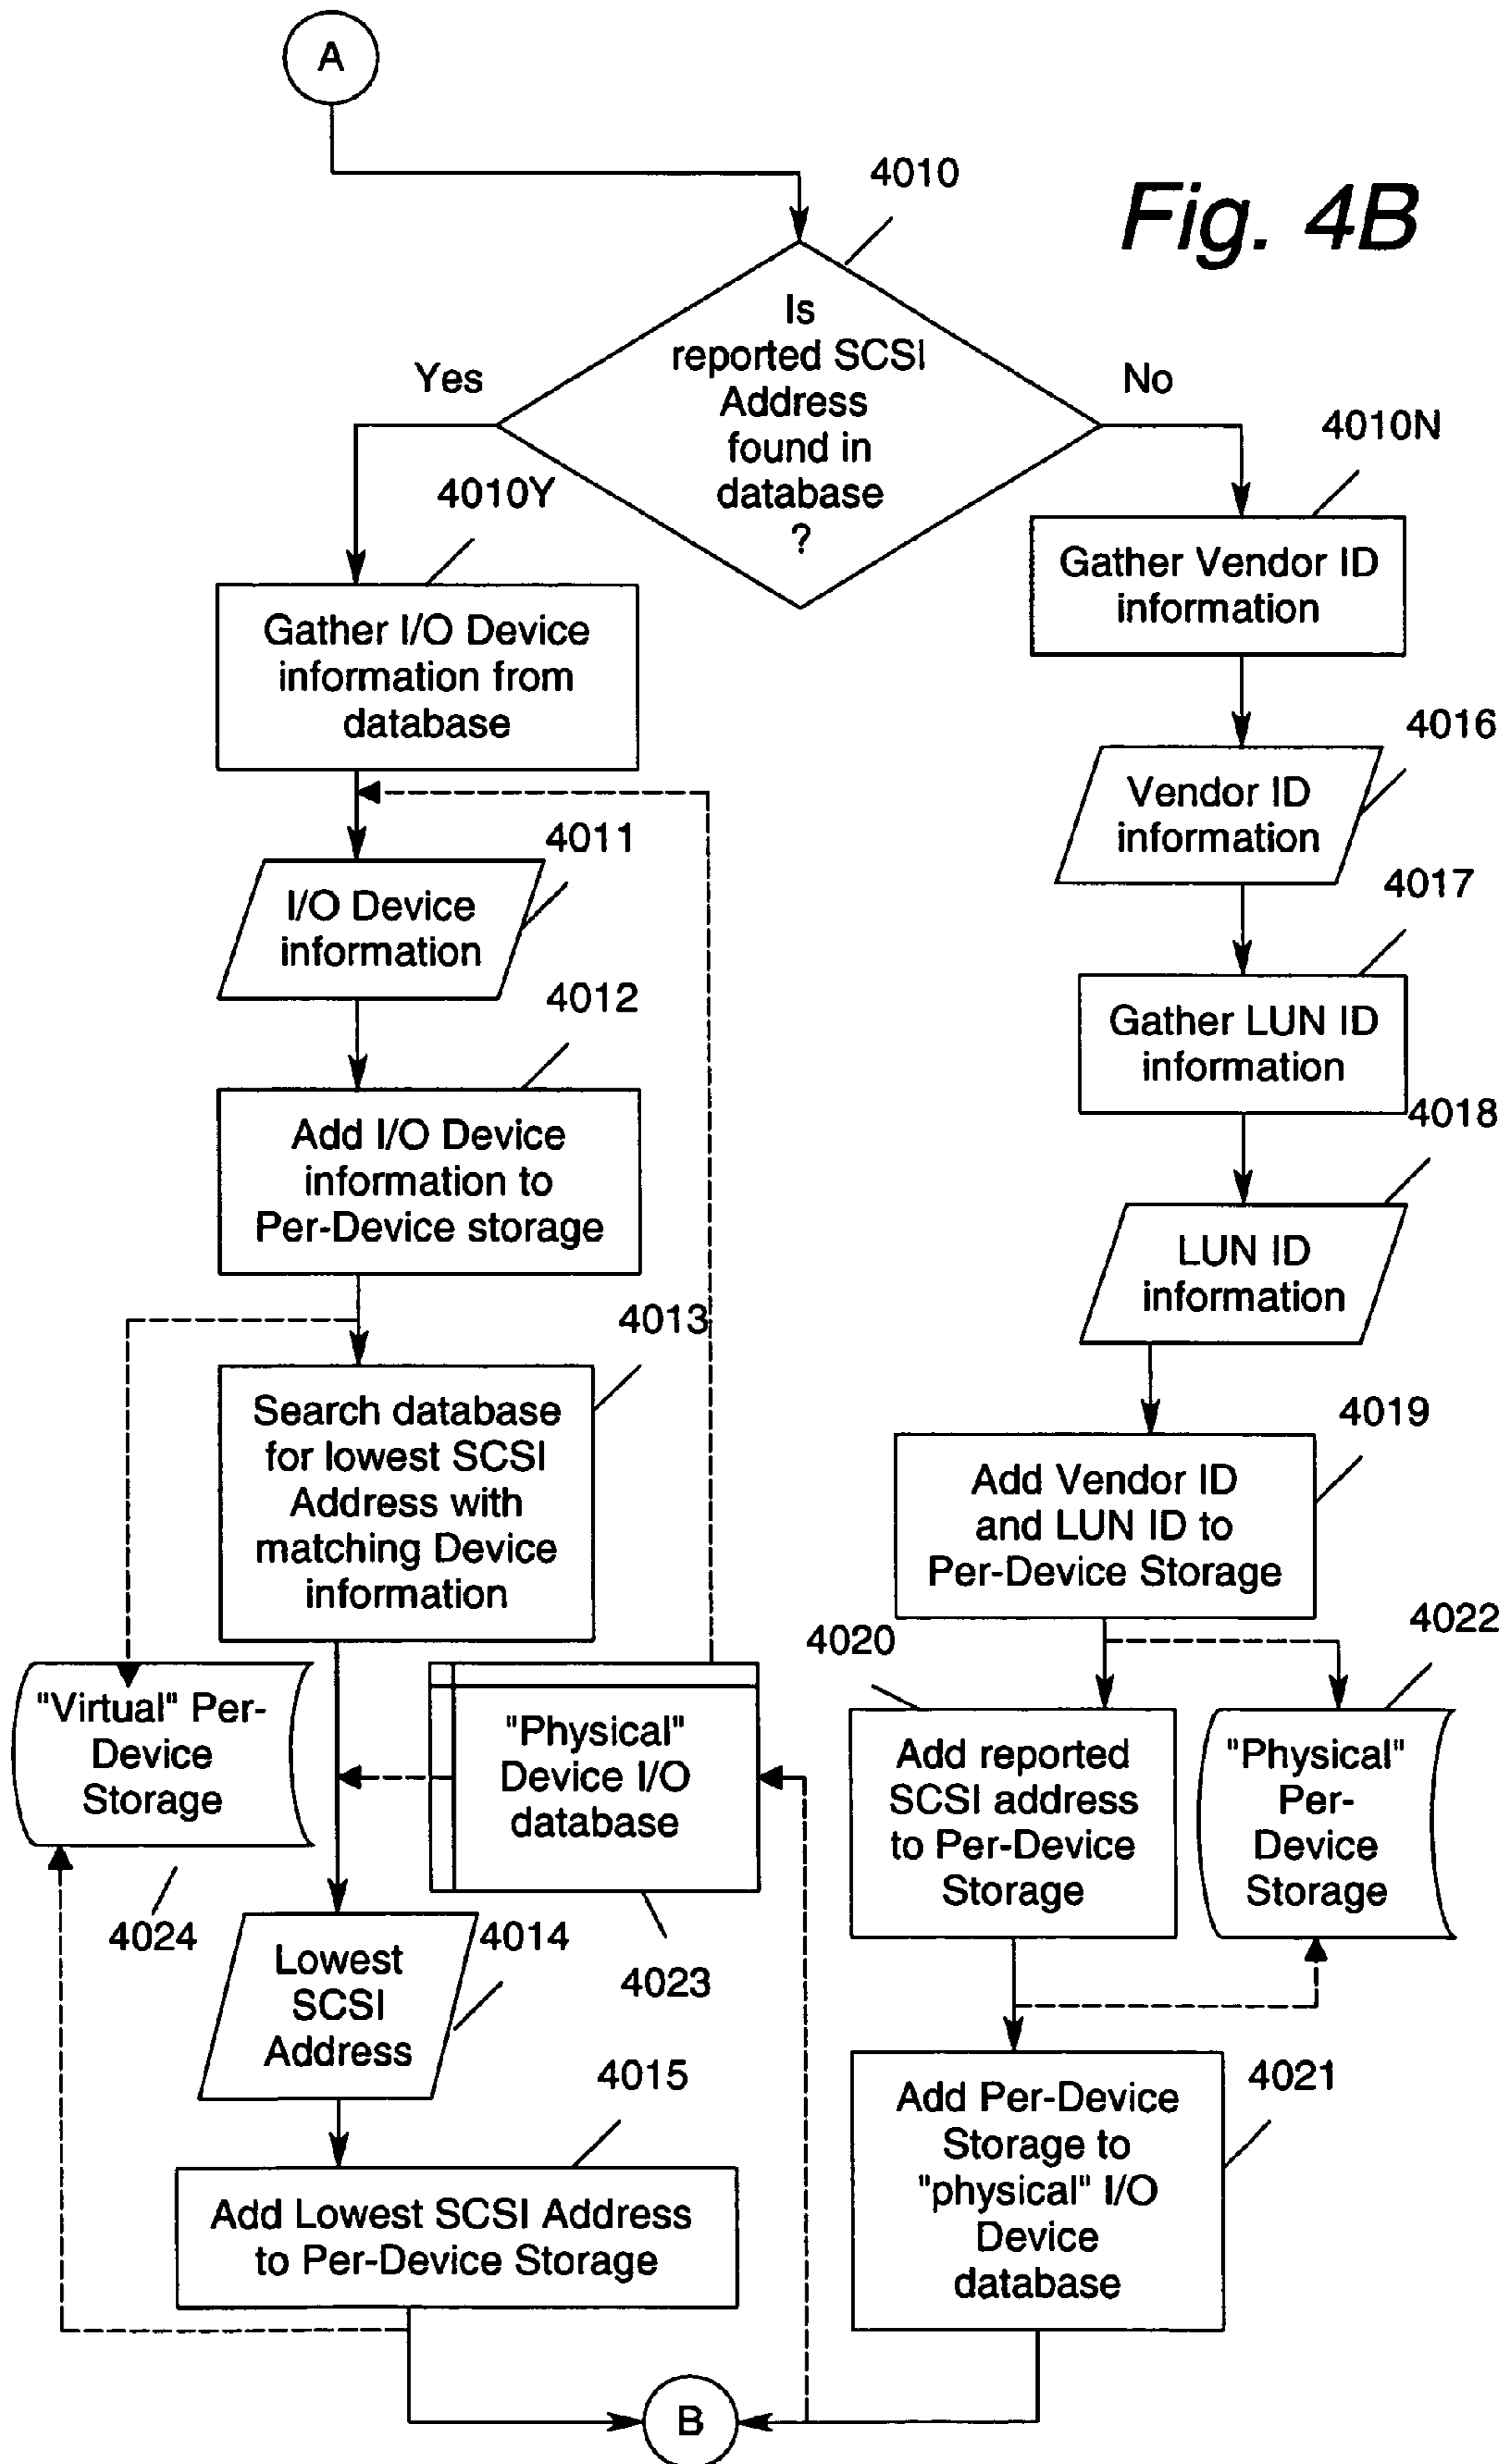 A
4010
Fig. 4B
Is
reported SCSI
Address
found in
database
?
Yes
No
4010Y
4010N
Gather I/O Device
information from
database
Gather Vendor ID
information
4011
4016
I/O Device
information
Vendor ID
information
4012
4017
Add I/O Device
information to
Per-Device storage
Gather LUN ID
information
4018
LUN ID
information
4013
Search database
for lowest SCSI
Address with
matching Device
information
4019
Add Vendor ID
and LUN ID to
Per-Device Storage
4020
4022
"Virtual" Per-
Device
Storage
4024
"Physical"
Device I/O
database
4023
Add reported
SCSI address
to Per-Device
Storage
"Physical"
Per-
Device
Storage
4014
Lowest
SCSI
Address
4015
4021
Add Lowest SCSI Address
to Per-Device Storage
Add Per-Device
Storage to
"physical" I/O
Device
database
B